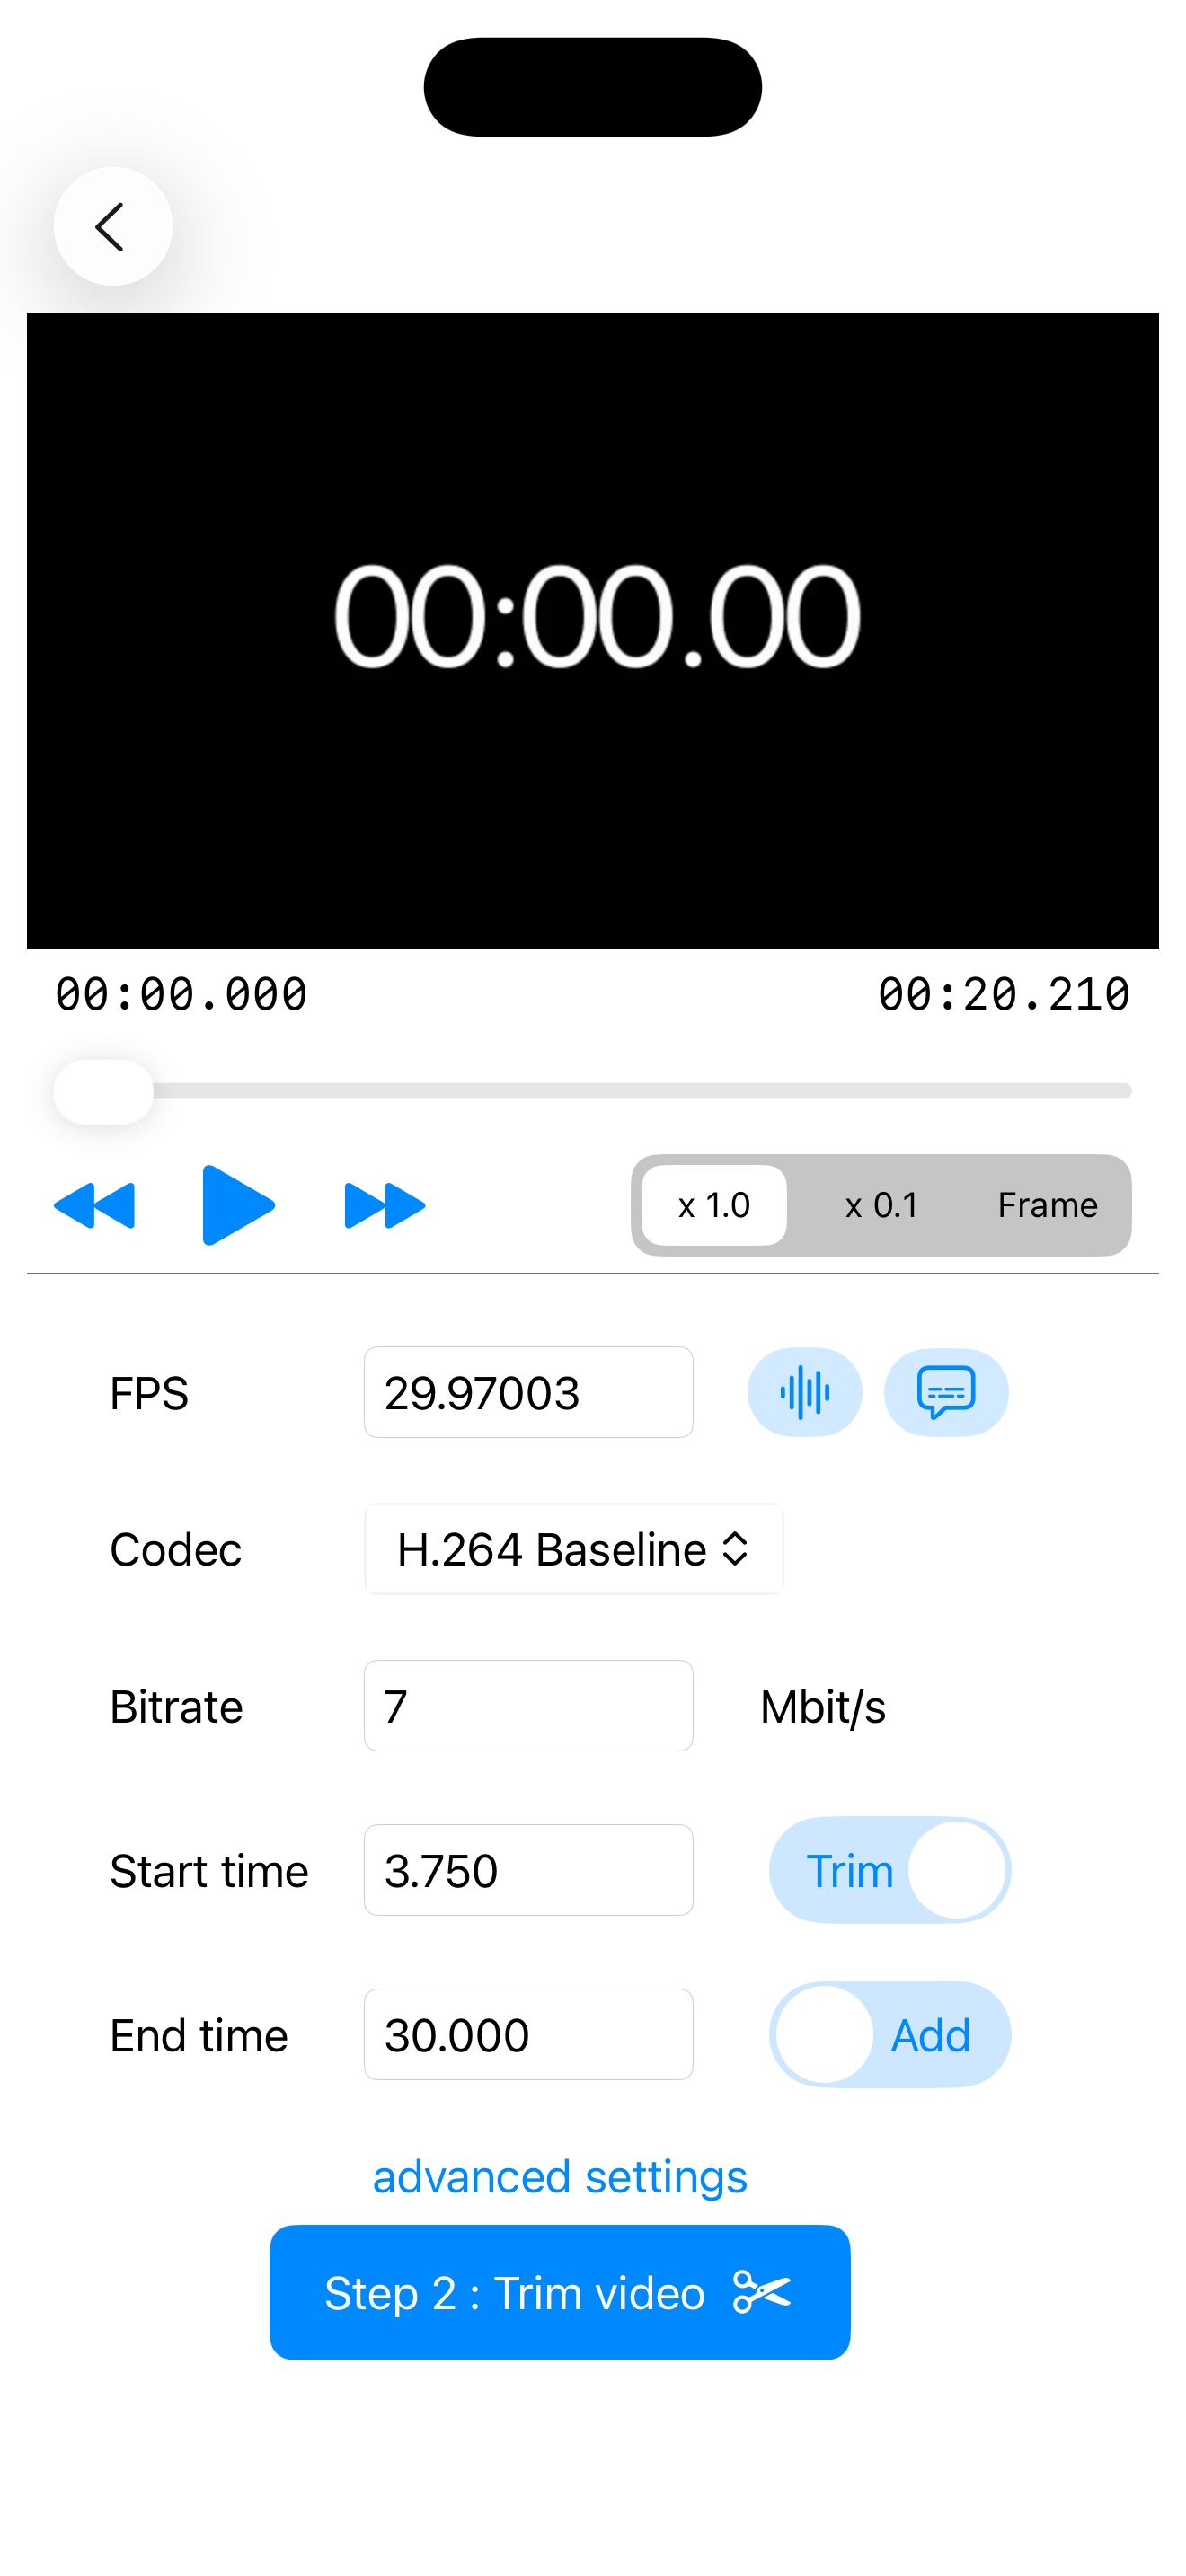 00:00.00
00:00.000 00:20.210
x 1.0 x 0.1 Frame
FPS 29.97003
Codec H.264 Baseline
Bitrate 7 Mbit/s
Start time 3.750 Trim
End time 30.000 Add
advanced settings
Step 2 : Trim video